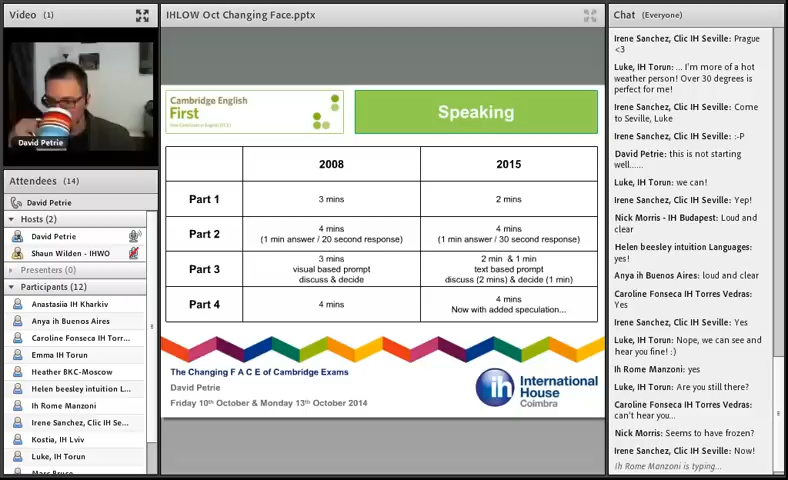 Video (1)
David Petrie
Attendees (14)
David Petrie
Hosts (2)
David Petrie
Shaun Wilden - IHWO
Presenters (0)
Participants (12)
Anastasiia IH Kharkiv
Anya ih Buenos Aires
Caroline Fonseca IH Torr...
Emma IH Torun
Heather BKC-Moscow
Helen beesley intuition L...
Ih Rome Manzoni
Irene Sanchez, Clic IH Se...
Kostia, IH Lviv
Luke, IH Torun
Marc Bruce
IHLOW Oct Changing Face.pptx
Cambridge English
First
Speaking
2008
2015
Part 1
3 mins
2 mins
Part 2
4 mins
(1 min answer / 20 second response)
4 mins
(1 min answer / 30 second response)
Part 3
3 mins
visual based prompt
discuss & decide
2 min & 1 min
text based prompt
discuss (2 mins) & decide (1 min)
Part 4
4 mins
4 mins
Now with added speculation...
The Changing F A C E of Cambridge Exams
David Petrie
Friday 10th October & Monday 13th October 2014
ih
International
House
Coimbra
Chat (Everyone)
Irene Sanchez, Clic IH Seville: Prague
<3
Luke, IH Torun: ... I'm more of a hot
weather person! Over 30 degrees is
perfect for me!
Irene Sanchez, Clic IH Seville: Come
to Seville, Luke
Irene Sanchez, Clic IH Seville: :-P
David Petrie: this is not starting
well......
Luke, IH Torun: we can!
Irene Sanchez, Clic IH Seville: Yep!
Nick Morris - IH Budapest: Loud and
clear
Helen beesley intuition Languages:
yes!
Anya ih Buenos Aires: loud and clear
Caroline Fonseca IH Torres Vedras:
Yes
Irene Sanchez, Clic IH Seville: Yes
Luke, IH Torun: Nope, we can see and
hear you fine! :)
Ih Rome Manzoni: yes
Luke, IH Torun: Are you still there?
Caroline Fonseca IH Torres Vedras:
can't hear you...
Nick Morris: Seems to have frozen?
Irene Sanchez, Clic IH Seville: Now!
Ih Rome Manzoni is typing...